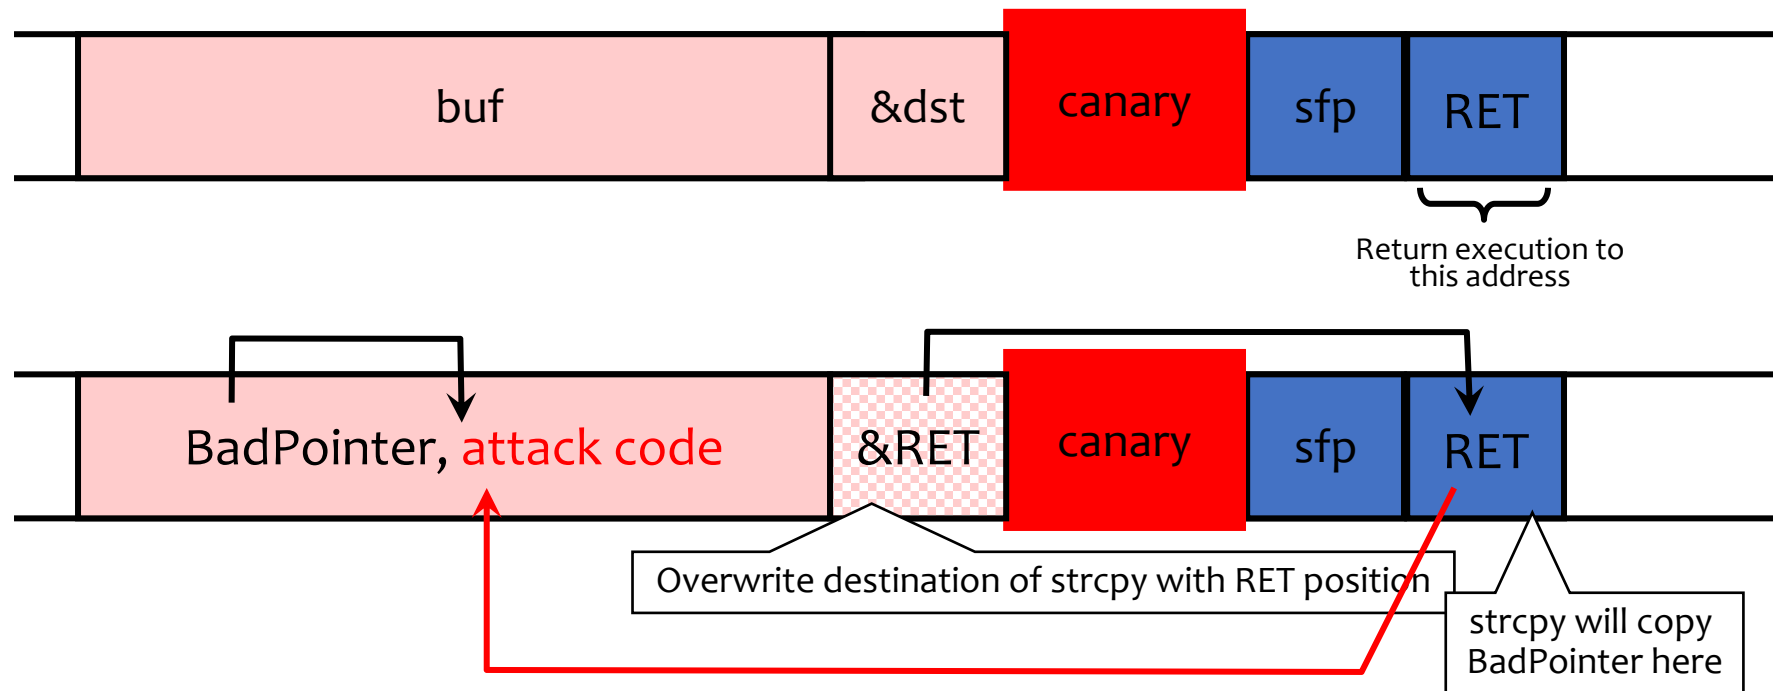 buf
&dst
canary
sfp
RET
Return execution to
this address
BadPointer, attack code
&RET
canary
sfp
RET
Overwrite destination of strcpy with RET position
strcpy will copy
BadPointer here